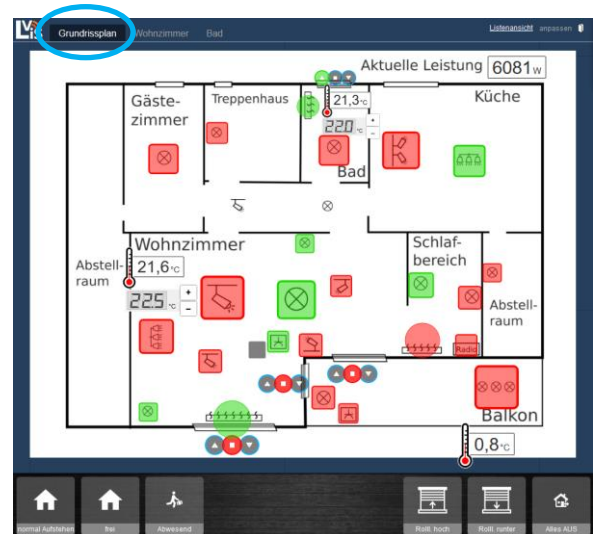 LVis
Grundrissplan
Wohnzimmer
Bad
Listenansicht
anpassen
Aktuelle Leistung
6081 w
Gäste-
zimmer
Treppenhaus
21,3 °C
22.0 °C
+
-
Küche
Bad
Wohnzimmer
Schlaf-
bereich
Abstell-
raum
21,6 °C
22.5 °C
+
-
Abstell-
raum
Radio
Balkon
0,8 °C
normal Aufstehen
frei
Abwesend
Rolll. hoch
Rolll. runter
Alles AUS